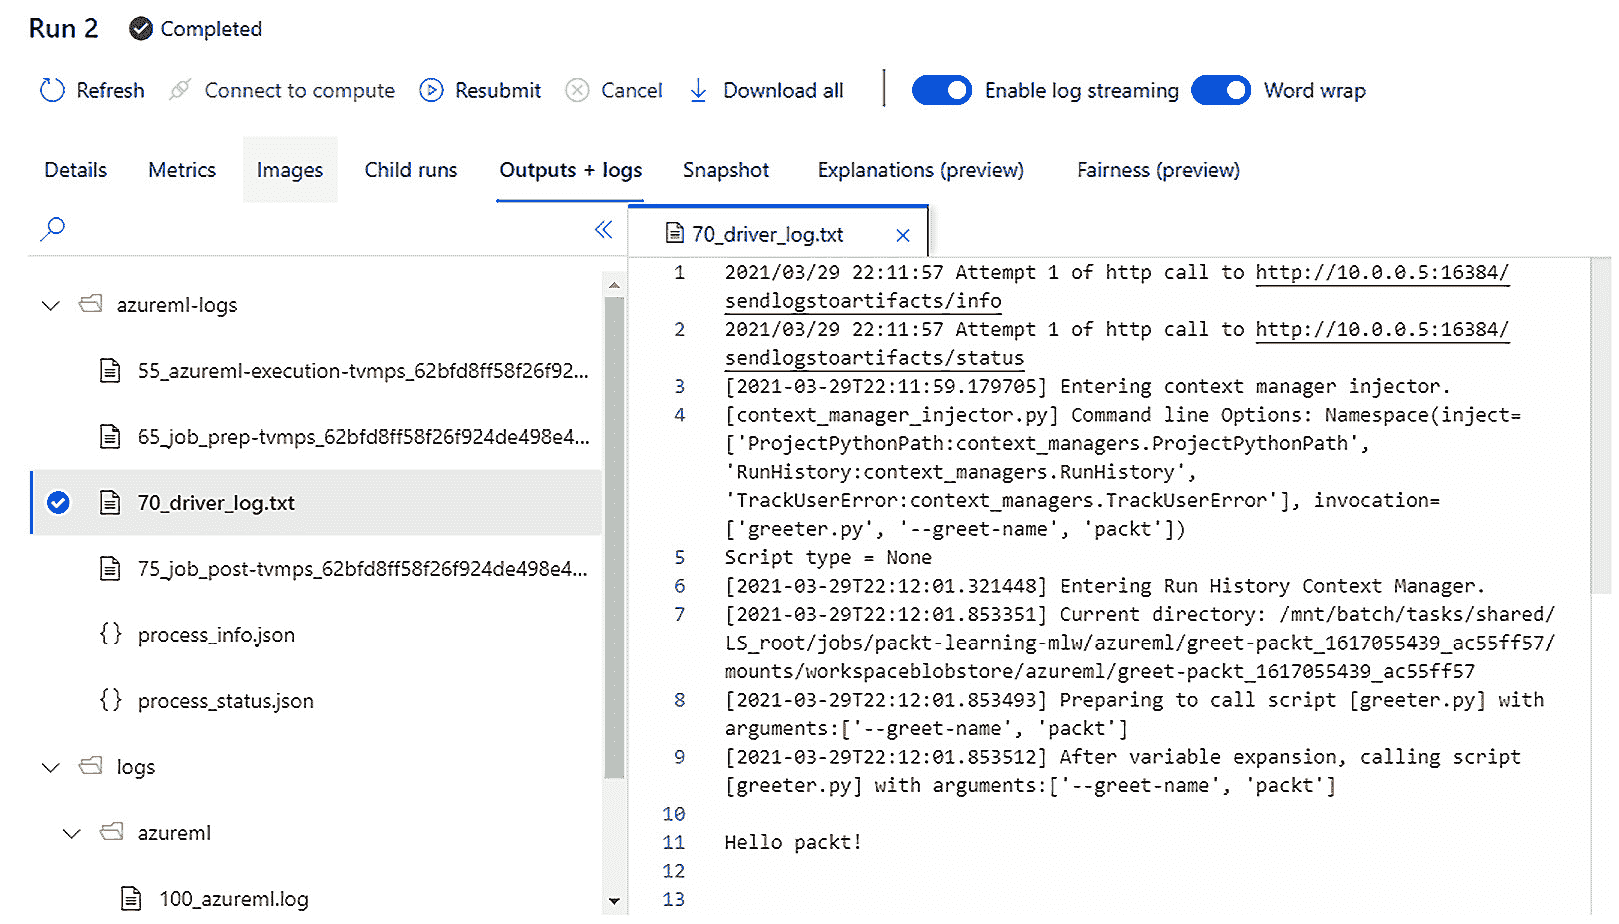 Run 2 Completed
Refresh Connect to compute Resubmit Cancel Download all Enable log streaming Word wrap
Details Metrics Images Child runs Outputs + logs Snapshot Explanations (preview) Fairness (preview)
azureml-logs
55_azureml-execution-tvmps_62bfd8ff58f26f92...
65_job_prep-tvmps_62bfd8ff58f26f924de498e4...
70_driver_log.txt
75_job_post-tvmps_62bfd8ff58f26f924de498e4...
process_info.json
process_status.json
logs
azureml
100_azureml.log
70_driver_log.txt
1 2021/03/29 22:11:57 Attempt 1 of http call to http://10.0.0.5:16384/
sendlogstoartifacts/info
2 2021/03/29 22:11:57 Attempt 1 of http call to http://10.0.0.5:16384/
sendlogstoartifacts/status
3 [2021-03-29T22:11:59.179705] Entering context manager injector.
4 [context_manager_injector.py] Command line Options: Namespace(inject=
['ProjectPythonPath:context_managers.ProjectPythonPath',
'RunHistory:context_managers.RunHistory',
'TrackUserError:context_managers.TrackUserError'], invocation=
['greeter.py', '--greet-name', 'packt'])
5 Script type = None
6 [2021-03-29T22:12:01.321448] Entering Run History Context Manager.
7 [2021-03-29T22:12:01.853351] Current directory: /mnt/batch/tasks/shared/
LS_root/jobs/packt-learning-mlw/azureml/greet-packt_1617055439_ac55ff57/
mounts/workspaceblobstore/azureml/greet-packt_1617055439_ac55ff57
8 [2021-03-29T22:12:01.853493] Preparing to call script [greeter.py] with
arguments:['--greet-name', 'packt']
9 [2021-03-29T22:12:01.853512] After variable expansion, calling script
[greeter.py] with arguments:['--greet-name', 'packt']
10
11 Hello packt!
12
13